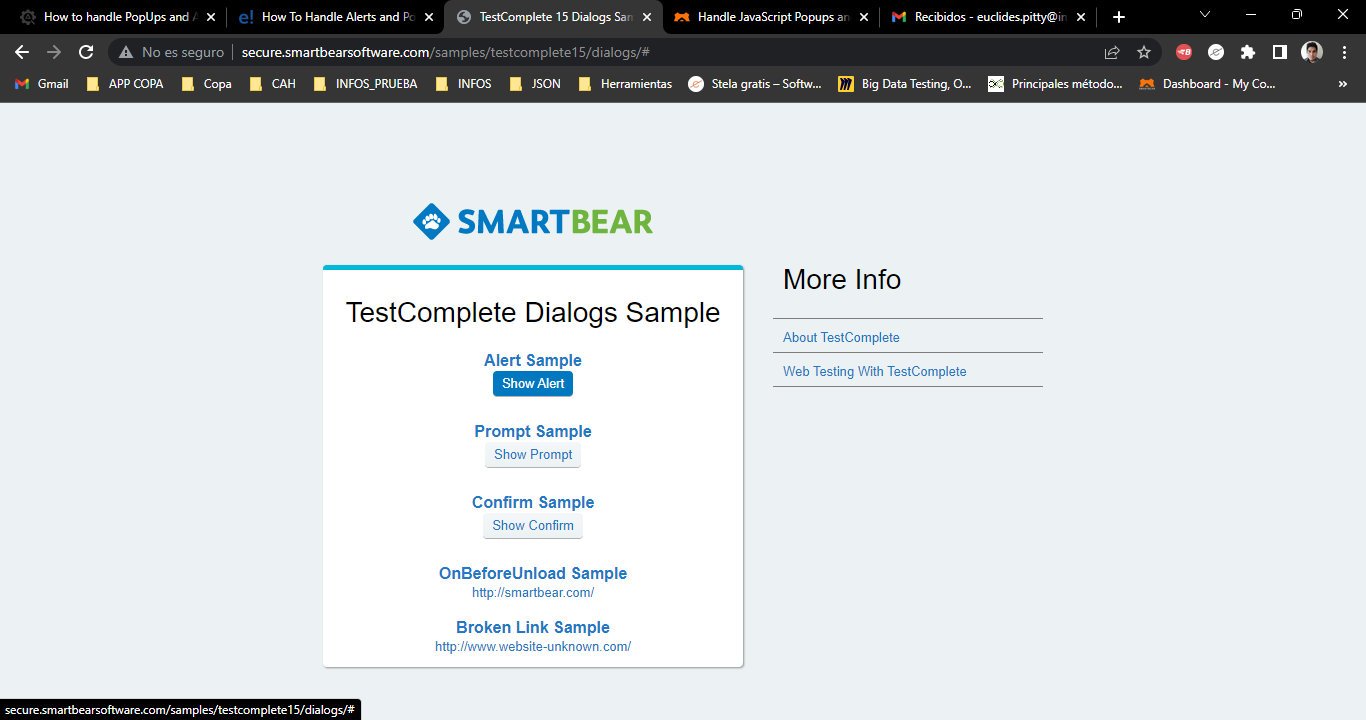 How to handle PopUps and A
How To Handle Alerts and Po
TestComplete 15 Dialogs Sam
Handle JavaScript Popups an
Recibidos - euclides.pitty@in
No es seguro
secure.smartbearsoftware.com/samples/testcomplete15/dialogs/#
Gmail
APP COPA
Copa
CAH
INFOS_PRUEBA
INFOS
JSON
Herramientas
Stela gratis – Softw...
Big Data Testing, O...
Principales método...
Dashboard - My Co...
»
SMARTBEAR
TestComplete Dialogs Sample
Alert Sample
Show Alert
Prompt Sample
Show Prompt
Confirm Sample
Show Confirm
OnBeforeUnload Sample
http://smartbear.com/
Broken Link Sample
http://www.website-unknown.com/
More Info
About TestComplete
Web Testing With TestComplete
secure.smartbearsoftware.com/samples/testcomplete15/dialogs/#